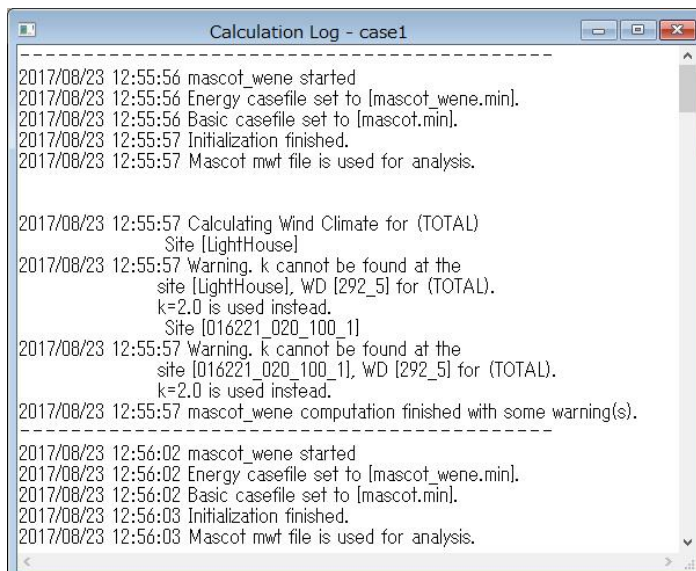 Calculation Log - case1
----------------------------------------------
2017/08/23 12:55:56 mascot_wene started
2017/08/23 12:55:56 Energy casefile set to [mascot_wene.min].
2017/08/23 12:55:56 Basic casefile set to [mascot.min].
2017/08/23 12:55:57 Initialization finished.
2017/08/23 12:55:57 Mascot mwt file is used for analysis.
2017/08/23 12:55:57 Calculating Wind Climate for (TOTAL)
Site [LightHouse]
2017/08/23 12:55:57 Warning. k cannot be found at the
site [LightHouse], WD [292_5] for (TOTAL).
k=2.0 is used instead.
Site [016221_020_100_1]
2017/08/23 12:55:57 Warning. k cannot be found at the
site [016221_020_100_1], WD [292_5] for (TOTAL).
k=2.0 is used instead.
2017/08/23 12:55:57 mascot_wene computation finished with some warning(s).
----------------------------------------------
2017/08/23 12:56:02 mascot_wene started
2017/08/23 12:56:02 Energy casefile set to [mascot_wene.min].
2017/08/23 12:56:02 Basic casefile set to [mascot.min].
2017/08/23 12:56:03 Initialization finished.
2017/08/23 12:56:03 Mascot mwt file is used for analysis.